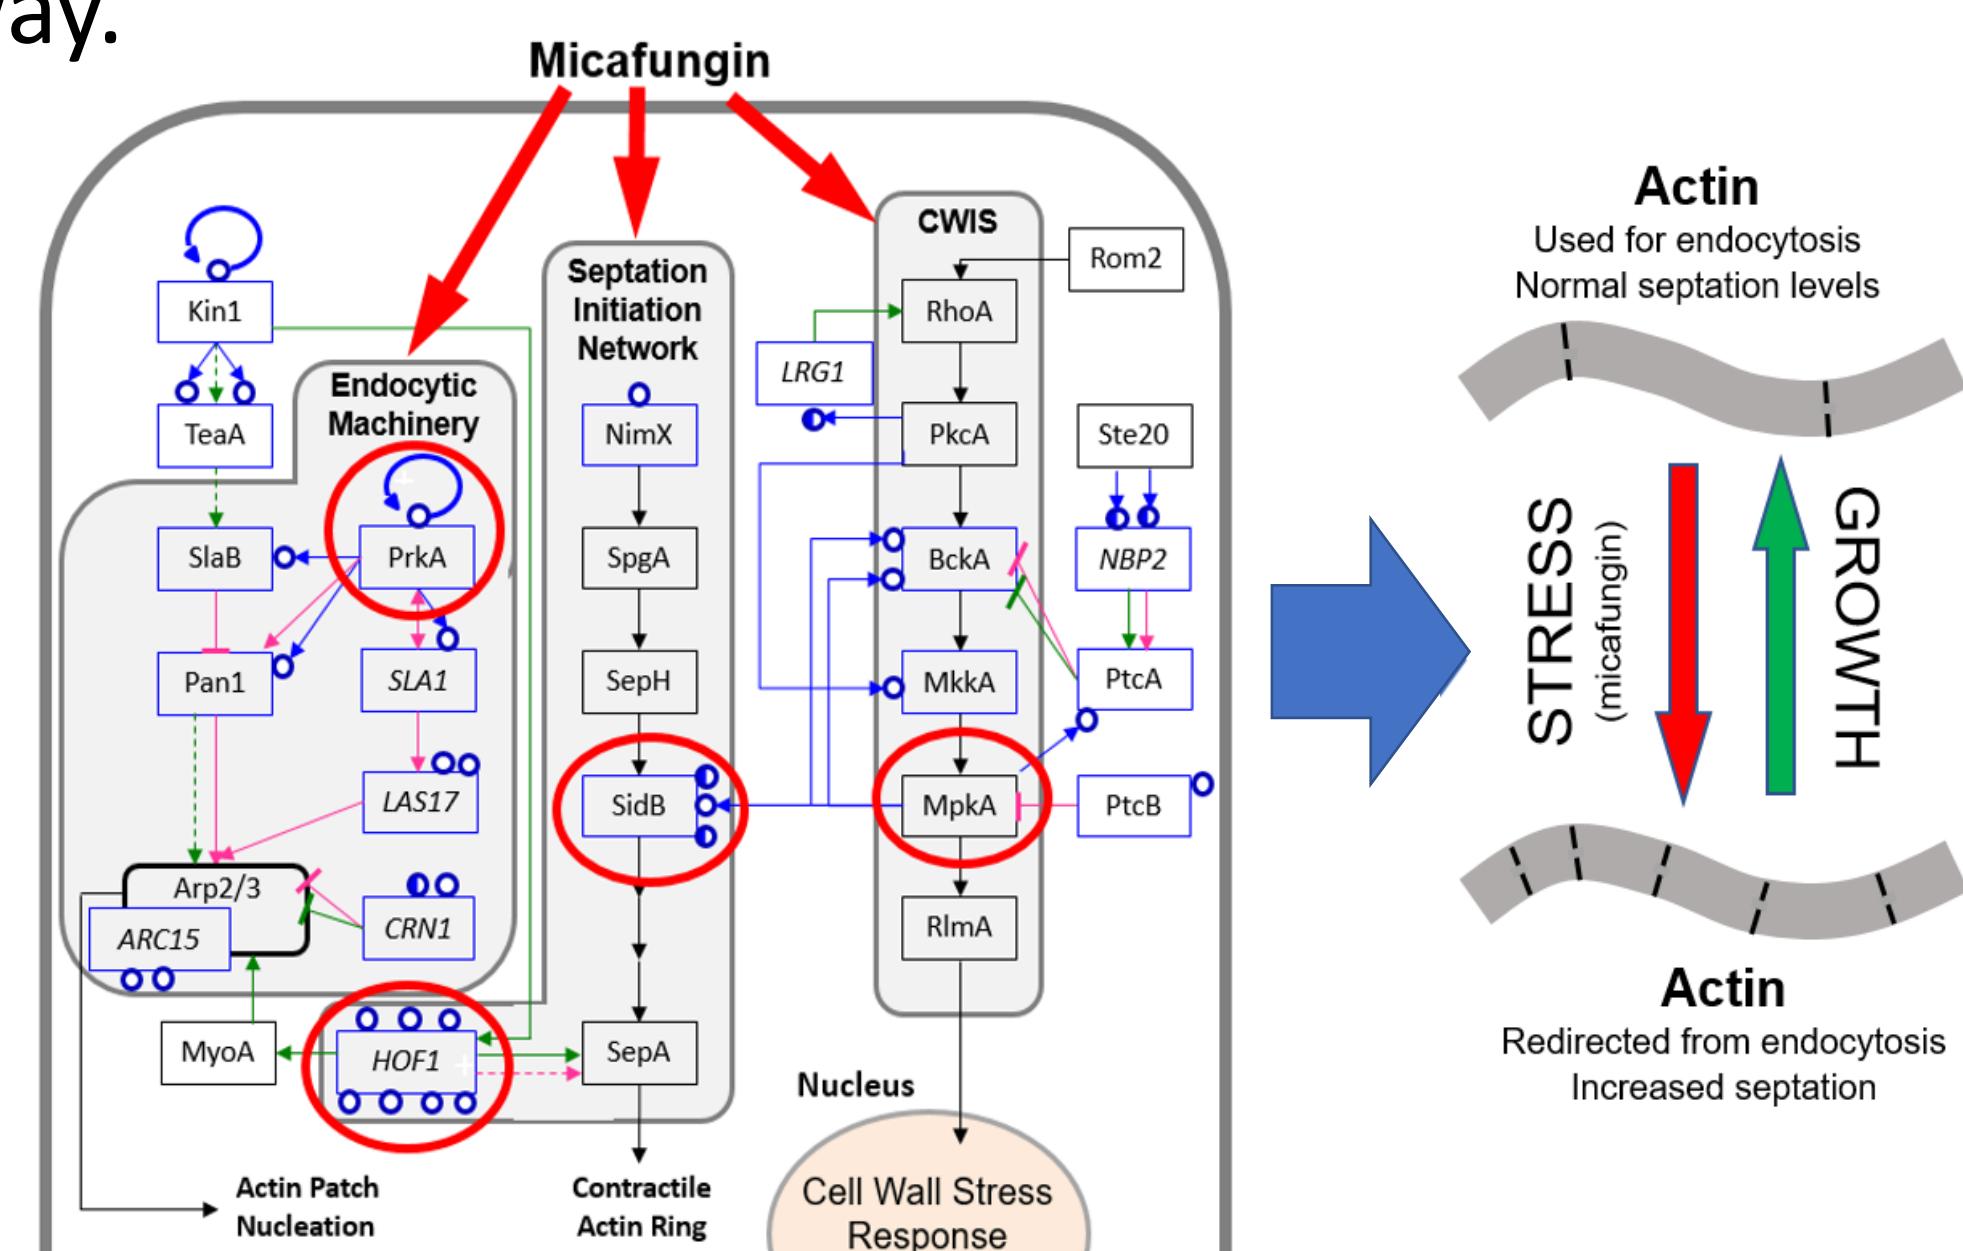 ay.
Micafungin
CWIS
Rom2
Septation
Initiation
Network
Kin1
RhoA
LRG1
Endocytic
Machinery
TeaA
NimX
PkcA
Ste20
SlaB
PrkA
SpgA
BckA
NBP2
Pan1
SLA1
SepH
MkkA
PtcA
LAS17
SidB
MpkA
PtcB
Arp2/3
ARC15
CRN1
RlmA
MyoA
HOF1
SepA
Nucleus
Actin Patch
Nucleation
Contractile
Actin Ring
Cell Wall Stress
Response
Actin
Used for endocytosis
Normal septation levels
STRESS
(micafungin)
GROWTH
Actin
Redirected from endocytosis
Increased septation